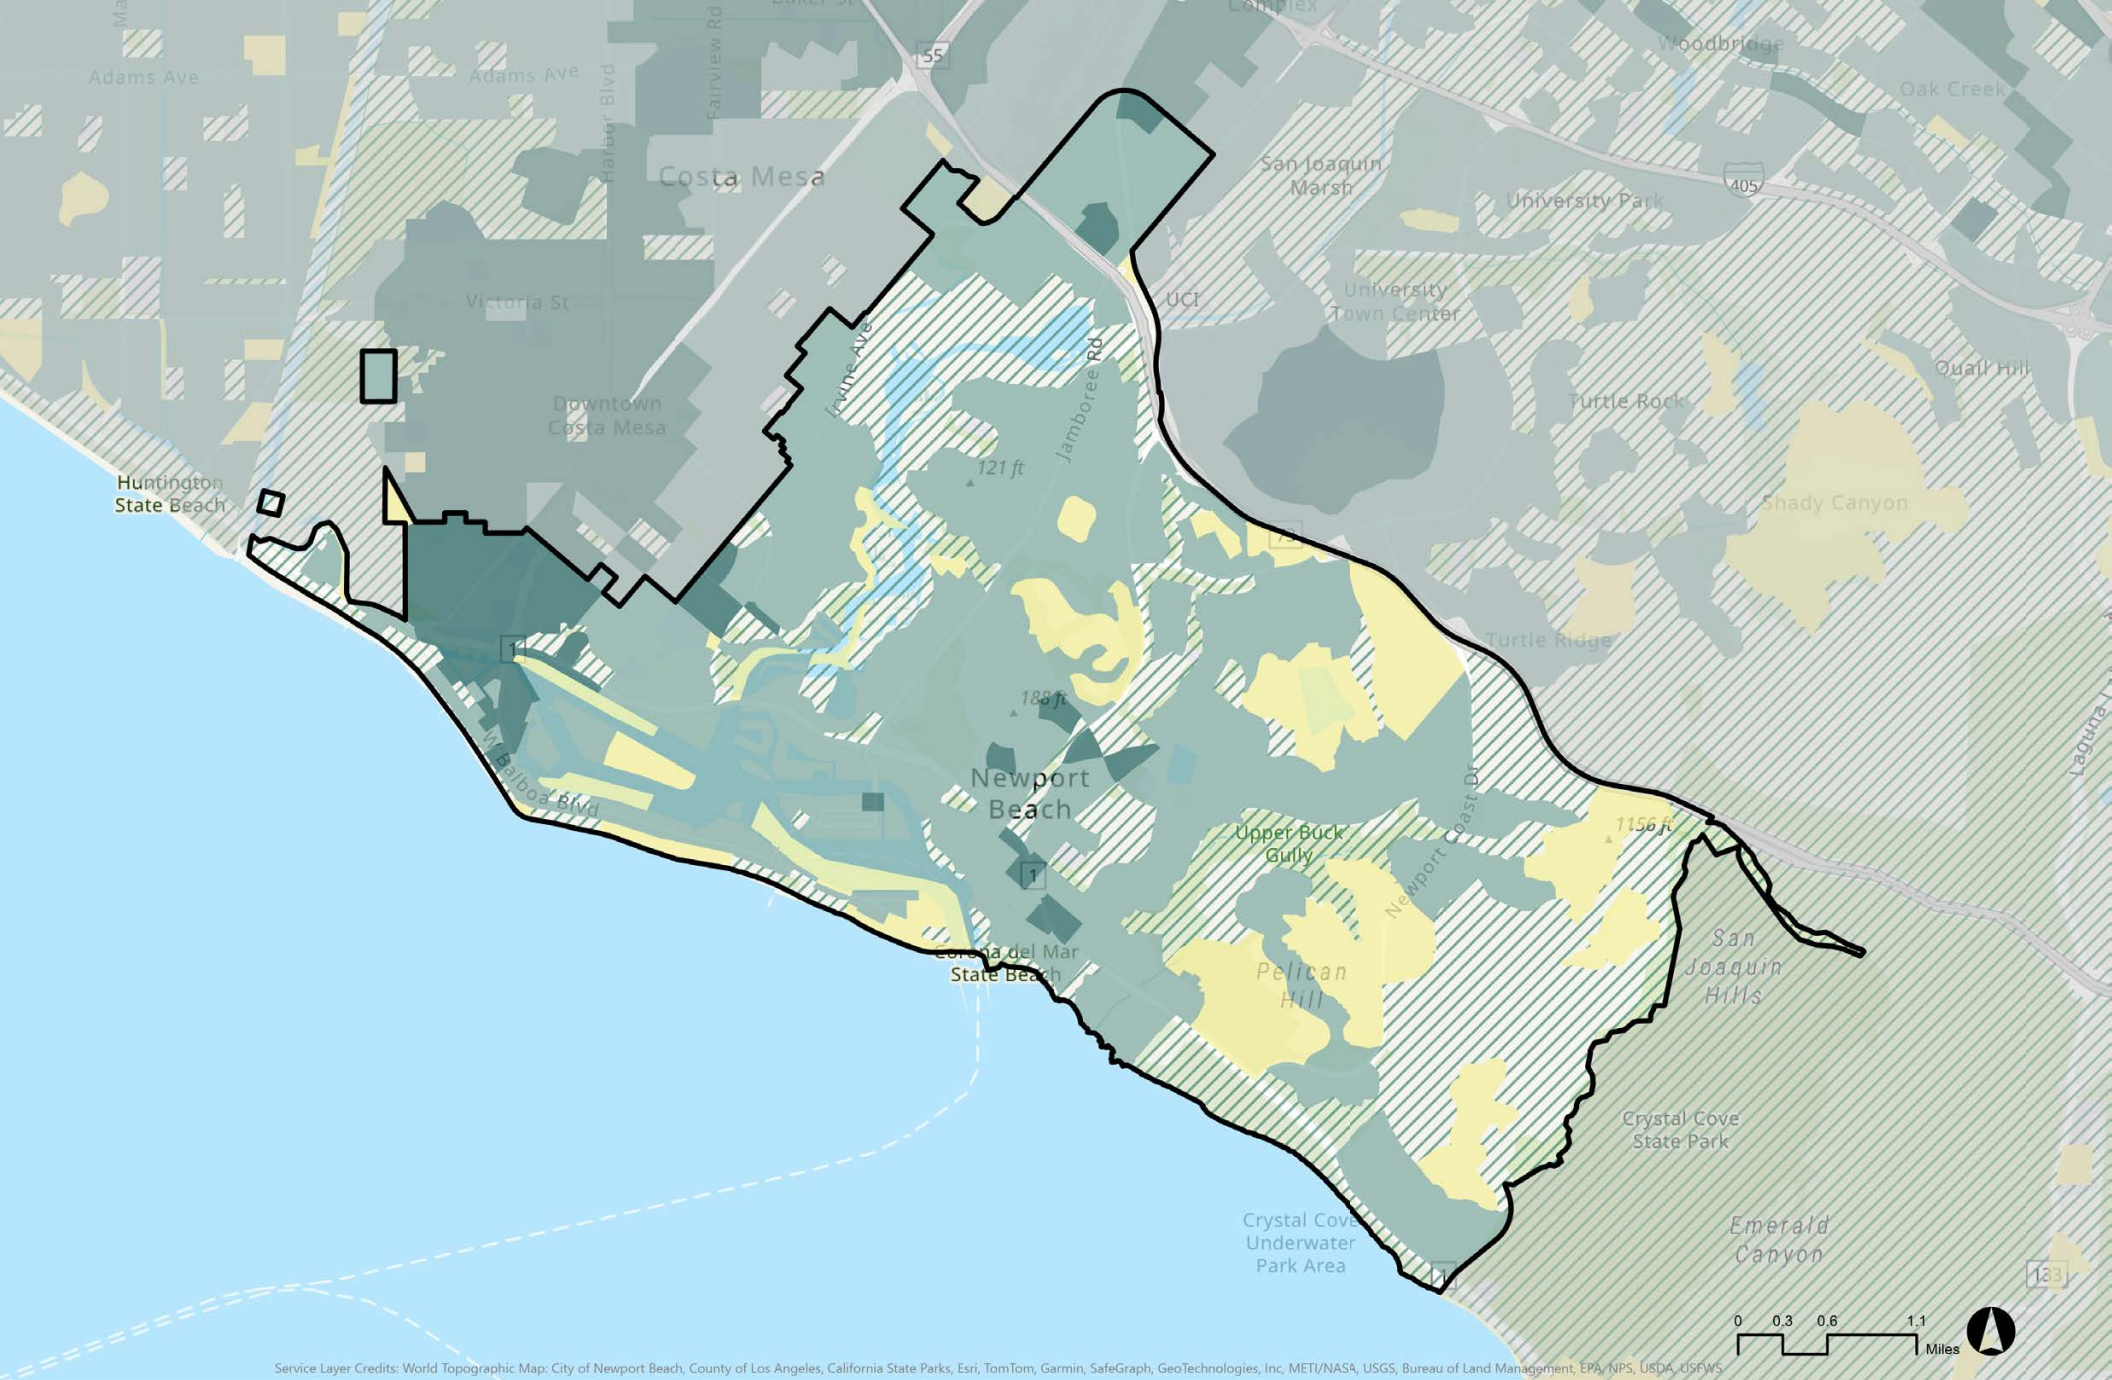 Baker St
Complex
Ma
Fairview Rd
55
Woodbridge
Adams Ave
Adams Ave
Harbor Blvd
Oak Creek
Costa Mesa
San Joaquin
Marsh
405
University Park
Victoria St
UCI
University
Town Center
Irvine Ave
Jamboree Rd
Quail Hill
Downtown
Costa Mesa
Turtle Rock
121 ft
Huntington
State Beach
Shady Canyon
73
1
Turtle Ridge
188 ft
Laguna
W Balboa Blvd
Newport
Beach
Newport Coast Dr
Upper Buck
Gully
1156 ft
1
Corona del Mar
State Beach
Pelican
Hill
San
Joaquin
Hills
Crystal Cove
State Park
Crystal Cove
Underwater
Park Area
Emerald
Canyon
1
133
0 0.3 0.6 1.1
Miles
Service Layer Credits: World Topographic Map: City of Newport Beach, County of Los Angeles, California State Parks, Esri, TomTom, Garmin, SafeGraph, GeoTechnologies, Inc, METI/NASA, USGS, Bureau of Land Management, EPA, NPS, USDA, USFWS